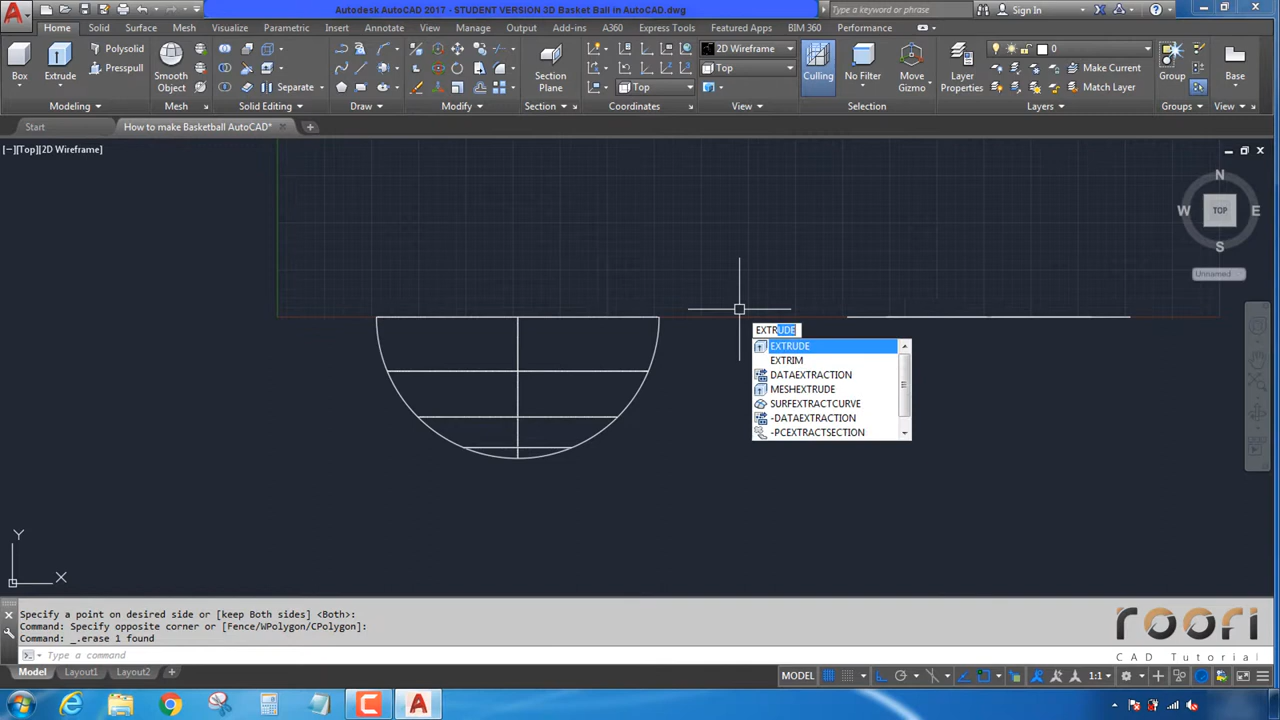 Autodesk AutoCAD 2017 - STUDENT VERSION 3D Basket Ball in AutoCAD.dwg
Type a keyword or phrase
Sign In
Home Solid Surface Mesh Visualize Parametric Insert Annotate View Manage Output Add-ins A360 Express Tools Featured Apps BIM 360 Performance
Box
Extrude
Polysolid
Presspull
Smooth
Object
Separate
Section
Plane
2D Wireframe
Top
Top
Culling
No Filter
Move
Gizmo
Layer
Properties
0
Make Current
Match Layer
Group
Base
Modeling Mesh Solid Editing Draw Modify Section Coordinates View Selection Layers Groups View
Start
How to make Basketball AutoCAD*
[−][Top][2D Wireframe]
N
W TOP E
S
Unnamed
EXTRUDE
EXTRUDE
EXTRIM
DATAEXTRACTION
MESHEXTRUDE
SURFEXTRACTCURVE
-DATAEXTRACTION
-PCEXTRACTSECTION
Y
X
Specify a point on desired side or [keep Both sides] <Both>:
Command: Specify opposite corner or [Fence/WPolygon/CPolygon]:
Command: _.erase 1 found
Type a command
roofi
CAD Tutorial
Model Layout1 Layout2
MODEL
1:1